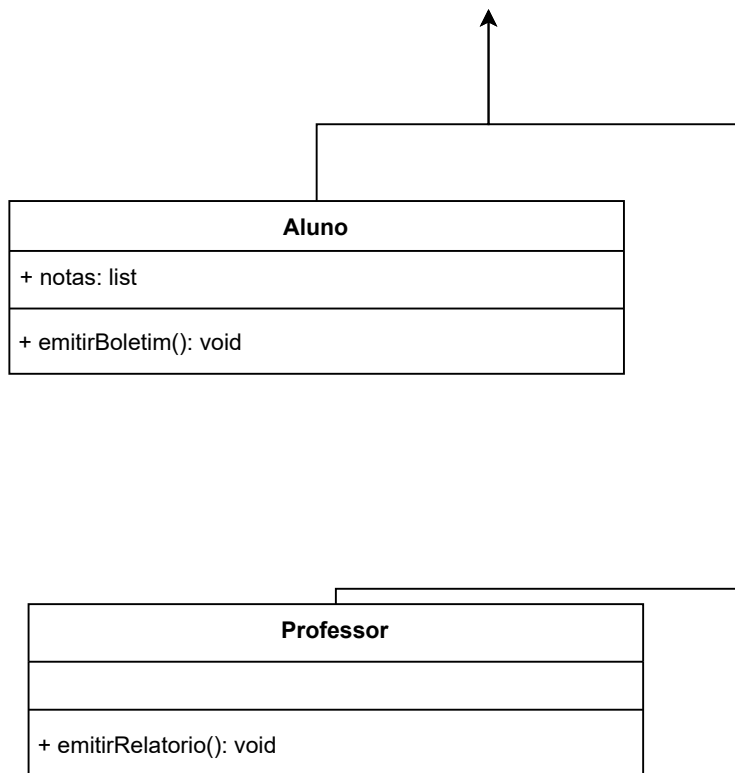 Aluno
+ notas: list
+ emitirBoletim(): void
Professor
+ emitirRelatorio(): void